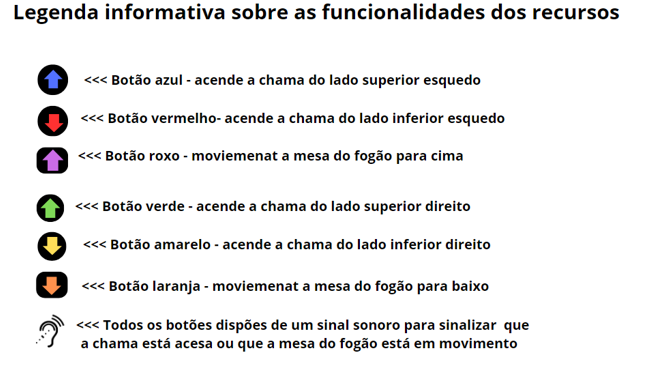 Legenda informativa sobre as funcionalidades dos recursos
<<< Botão azul - acende a chama do lado superior esquedo
<<< Botão vermelho- acende a chama do lado inferior esquedo
<<< Botão roxo - moviemenat a mesa do fogão para cima
<<< Botão verde - acende a chama do lado superior direito
<<< Botão amarelo - acende a chama do lado inferior direito
<<< Botão laranja - moviemenat a mesa do fogão para baixo
<<< Todos os botões dispões de um sinal sonoro para sinalizar  que
a chama está acesa ou que a mesa do fogão está em movimento